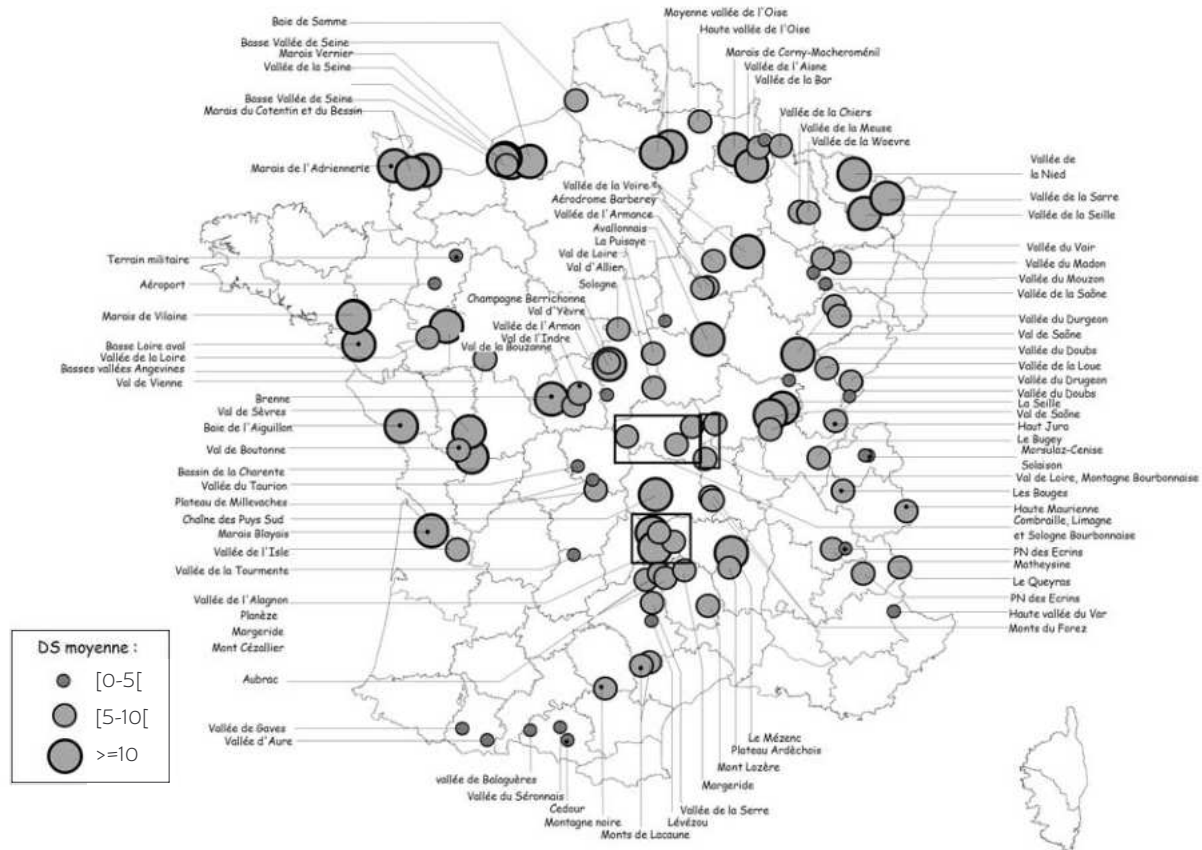 Baie de Somme
Basse Vallée de Seine
Marais Vernier
Vallée de la Seine
Basse Vallée de Seine
Marais du Cotentin et du Bessin
Marais de l'Adriennerie
Terrain militaire
Aéroport
Marais de Vilaine
Basse Loire aval
Vallée de la Loire
Basses vallées Angevines
Val de Vienne
Brenne
Val de Sèvres
Baie de l'Aiguillon
Val de Boutonne
Bassin de la Charente
Vallée du Taurion
Plateau de Millevaches
Chaîne des Puys Sud
Marais Blayais
Vallée de l'Isle
Vallée de la Tourmente
Vallée de l'Alagnon
Planèze
Margeride
Mont Cézallier
Aubrac
Vallée de Gaves
Vallée d'Aure
Moyenne vallée de l'Oise
Haute vallée de l'Oise
Marais de Corny-Macheroménil
Vallée de l'Aisne
Vallée de la Bar
Vallée de la Chiers
Vallée de la Meuse
Vallée de la Woevre
Vallée de la Voire
Aérodrome Barberey
Vallée de l'Armance
Avallonnais
La Puisaye
Val de Loire
Val d'Allier
Sologne
Champagne Berrichonne
Val d'Yèvre
Vallée de l'Arnon
Val de l'Indre
Val de la Bouzanne
Vallée de
la Nied
Vallée de la Sarre
Vallée de la Seille
Vallée du Vair
Vallée du Madon
Vallée du Mouzon
Vallée de la Saône
Vallée du Durgeon
Val de Saône
Vallée du Doubs
Vallée de la Loue
Vallée du Drugeon
Vallée du Doubs
La Seille
Val de Saône
Haut Jura
Le Bugey
Morsulaz-Cenise
Solaison
Val de Loire, Montagne Bourbonnaise
Les Bauges
Haute Maurienne
Combraille, Limagne
et Sologne Bourbonnaise
PN des Ecrins
Matheysine
Le Queyras
PN des Ecrins
Haute vallée du Var
Monts du Forez
Le Mézenc
Plateau Ardéchois
Mont Lozère
Margeride
Vallée de la Serre
Lévézou
Monts de Lacaune
Montagne noire
Cedour
Vallée du Séronnais
vallée de Balaguères
DS moyenne :
[0-5[
[5-10[
>=10